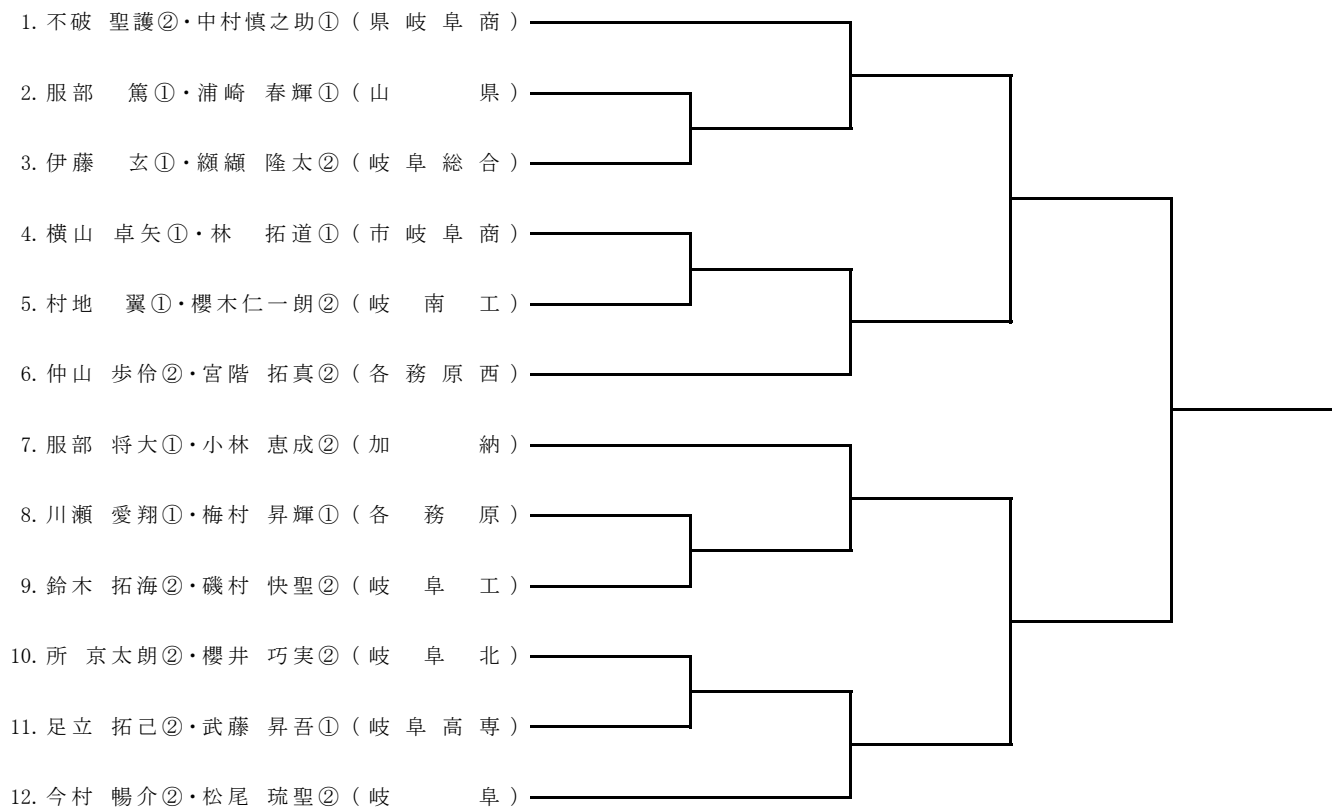 1. 不破 聖護②・中村慎之助① ( 県 岐 阜 商 )
2. 服部 篤①・浦崎 春輝① ( 山 県 )
3. 伊藤 玄①・纐纈 隆太② ( 岐 阜 総 合 )
4. 横山 卓矢①・林 拓道① ( 市 岐 阜 商 )
5. 村地 翼①・櫻木仁一朗② ( 岐 南 工 )
6. 仲山 歩伶②・宮階 拓真② ( 各 務 原 西 )
7. 服部 将大①・小林 恵成② ( 加 納 )
8. 川瀬 愛翔①・梅村 昇輝① ( 各 務 原 )
9. 鈴木 拓海②・磯村 快聖② ( 岐 阜 工 )
10. 所 京太朗②・櫻井 巧実② ( 岐 阜 北 )
11. 足立 拓己②・武藤 昇吾① ( 岐 阜 高 専 )
12. 今村 暢介②・松尾 琉聖② ( 岐 阜 )